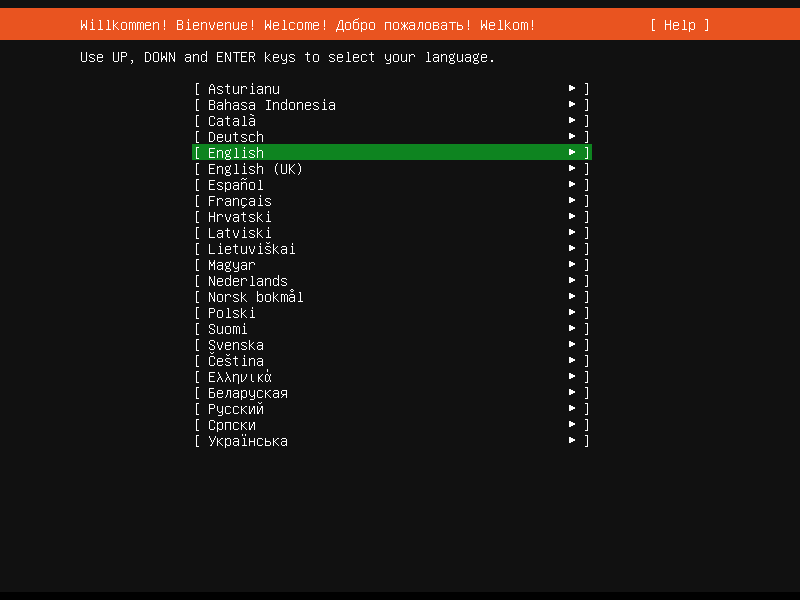 Willkommen! Bienvenue! Welcome! Добро пожаловать! Welkom! [ Help ]
Use UP, DOWN and ENTER keys to select your language.
[ Asturianu ▸ ]
[ Bahasa Indonesia ▸ ]
[ Català ▸ ]
[ Deutsch ▸ ]
[ English ▸ ]
[ English (UK) ▸ ]
[ Español ▸ ]
[ Français ▸ ]
[ Hrvatski ▸ ]
[ Latviski ▸ ]
[ Lietuviškai ▸ ]
[ Magyar ▸ ]
[ Nederlands ▸ ]
[ Norsk bokmål ▸ ]
[ Polski ▸ ]
[ Suomi ▸ ]
[ Svenska ▸ ]
[ Čeština ▸ ]
[ Ελληνικά ▸ ]
[ Беларуская ▸ ]
[ Русский ▸ ]
[ Српски ▸ ]
[ Українська ▸ ]